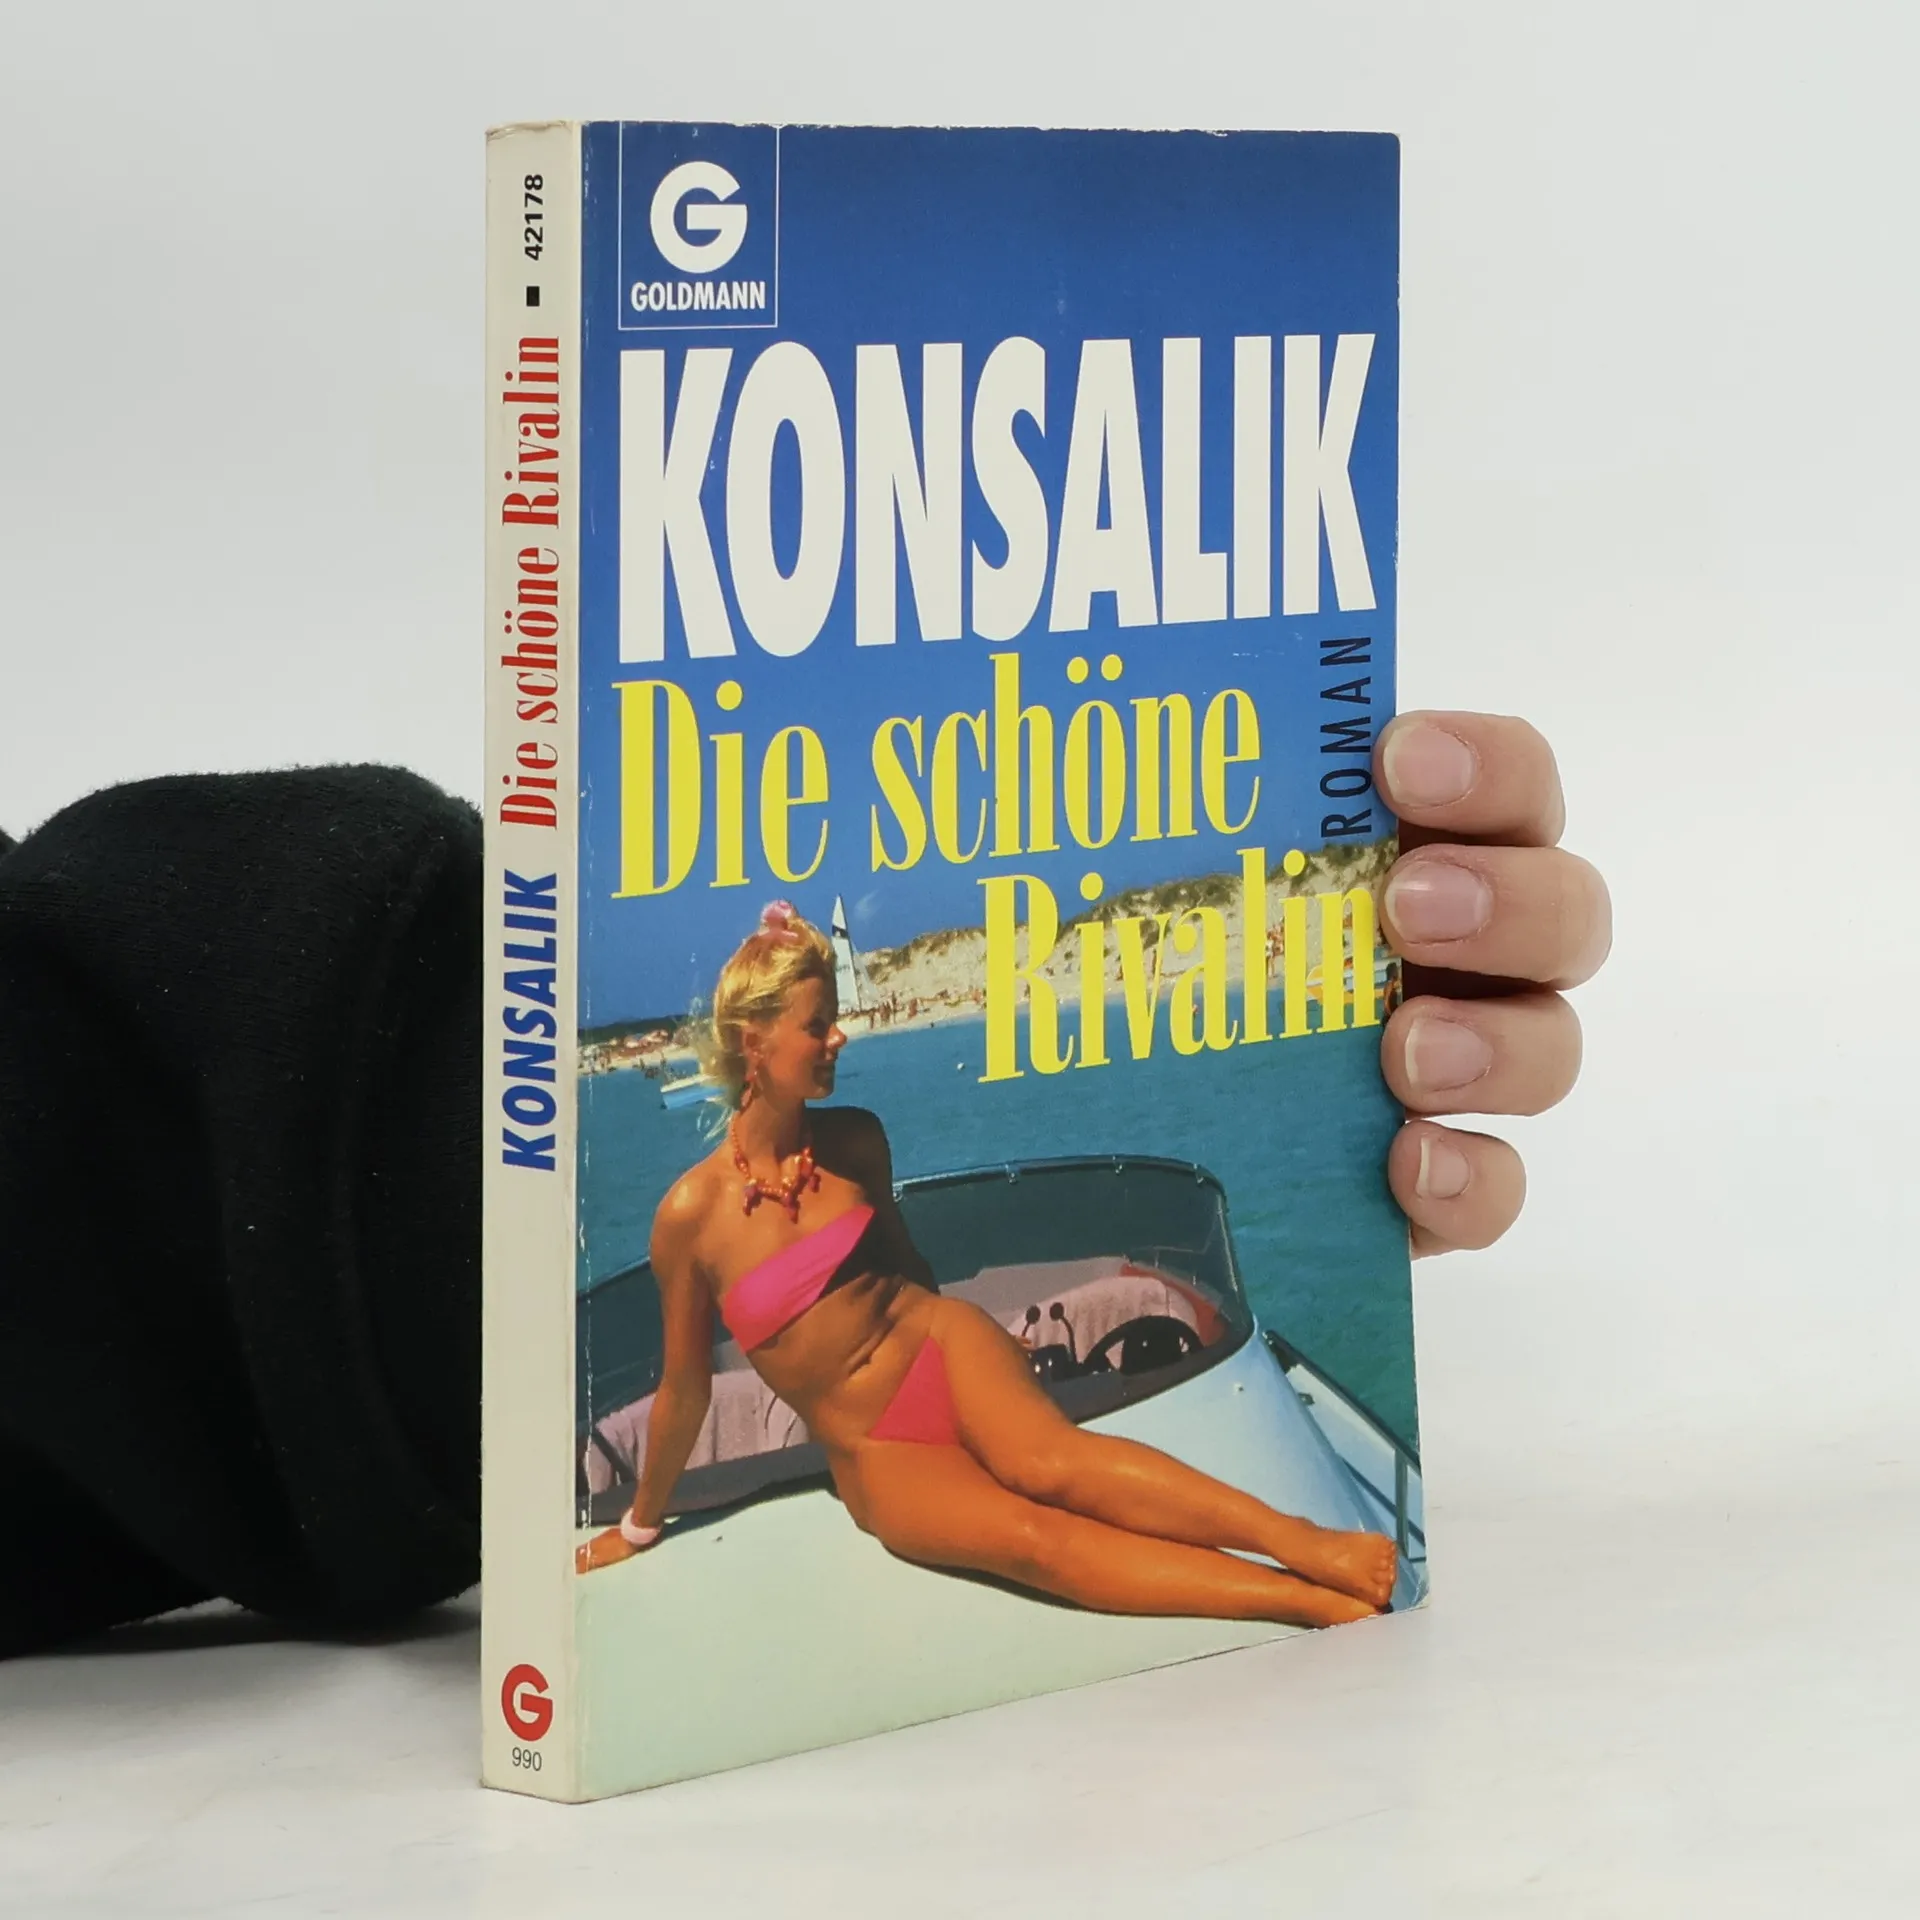 G
GOLDMANN
KONSALIK
Die schöne
Rivalin
ROMAN
KONSALIK Die schöne Rivalin ■ 42178
G
990